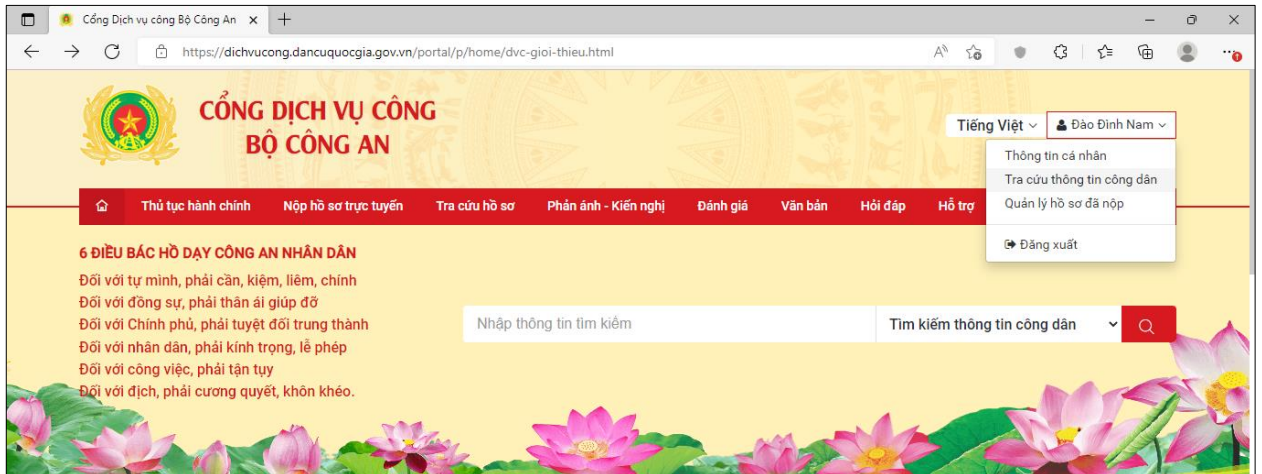 Cổng Dịch vụ công Bộ Công An
https://dichvucong.dancuquocgia.gov.vn/portal/p/home/dvc-gioi-thieu.html
CỔNG DỊCH VỤ CÔNG
BỘ CÔNG AN
Tiếng Việt
Đào Đình Nam
Thông tin cá nhân
Tra cứu thông tin công dân
Quản lý hồ sơ đã nộp
Đăng xuất
Thủ tục hành chính Nộp hồ sơ trực tuyến Tra cứu hồ sơ Phản ánh - Kiến nghị Đánh giá Văn bản Hỏi đáp Hỗ trợ
6 ĐIỀU BÁC HỒ DẠY CÔNG AN NHÂN DÂN
Đối với tự mình, phải cần, kiệm, liêm, chính
Đối với đồng sự, phải thân ái giúp đỡ
Đối với Chính phủ, phải tuyệt đối trung thành
Đối với nhân dân, phải kính trọng, lễ phép
Đối với công việc, phải tận tụy
Đối với địch, phải cương quyết, khôn khéo.
Nhập thông tin tìm kiếm
Tìm kiếm thông tin công dân